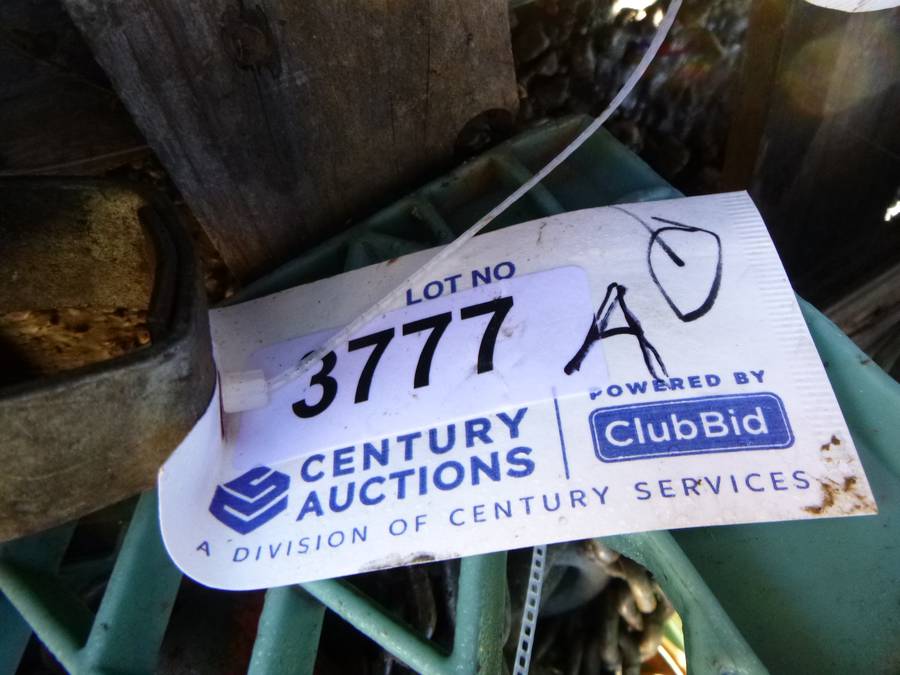 LOT NO
3777 A
CENTURY
AUCTIONS
POWERED BY
ClubBid
A DIVISION OF CENTURY SERVICES